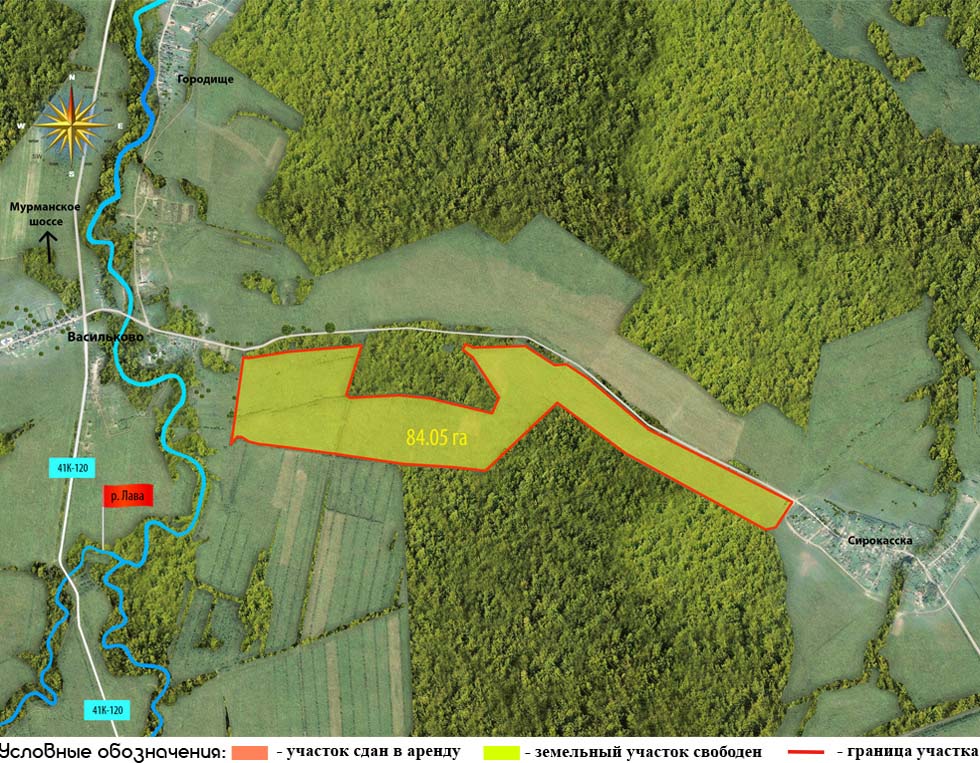 Городище
N
W
E
SW
S
Мурманское
шоссе
Васильково
84.05 га
41К-120
р. Лава
Сирокасска
41К-120
Условные обозначения:
- участок сдан в аренду
- земельный участок свободен
- граница участка